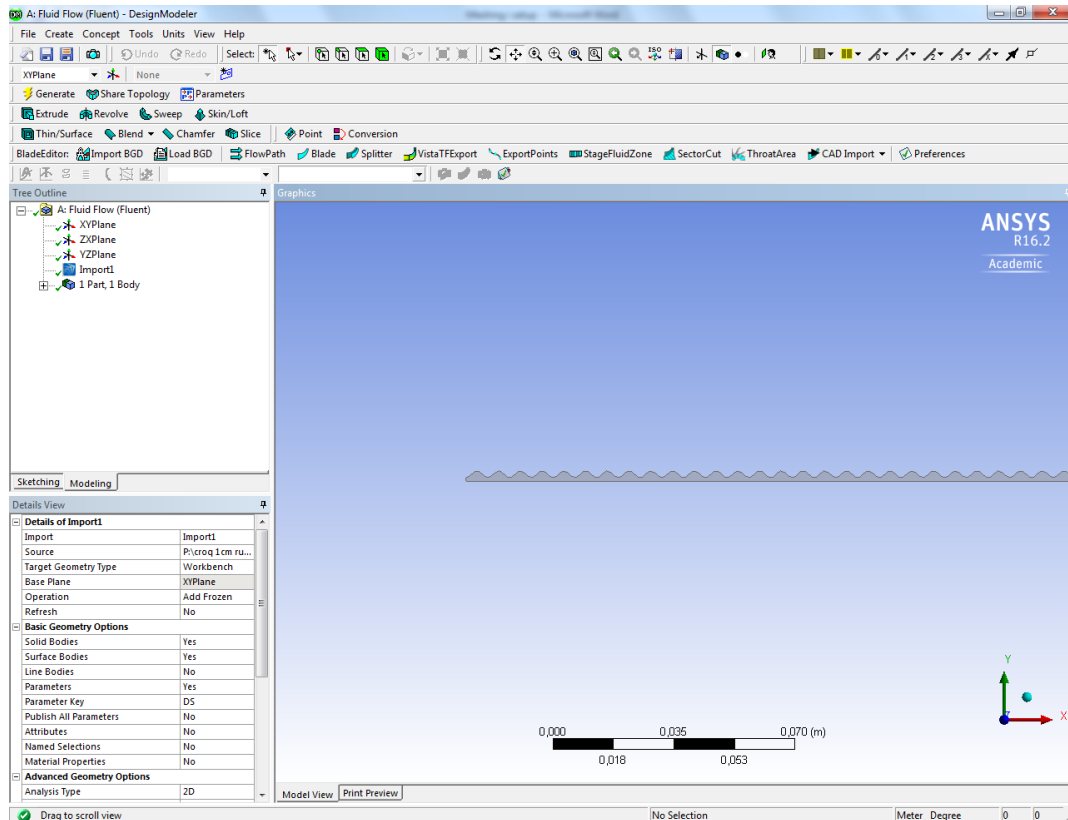 A: Fluid Flow (Fluent) - DesignModeler
File Create Concept Tools Units View Help
Undo Redo Select: ISO
XYPlane None
Generate Share Topology Parameters
Extrude Revolve Sweep Skin/Loft
Thin/Surface Blend Chamfer Slice Point Conversion
BladeEditor: Import BGD Load BGD FlowPath Blade Splitter VistaTFExport ExportPoints StageFluidZone SectorCut ThroatArea CAD Import Preferences
Tree Outline
A: Fluid Flow (Fluent)
XYPlane
ZXPlane
YZPlane
Import1
1 Part, 1 Body
Sketching Modeling
Details View
Details of Import1
Import Import1
Source P:\croq 1cm ru...
Target Geometry Type Workbench
Base Plane XYPlane
Operation Add Frozen
Refresh No
Basic Geometry Options
Solid Bodies Yes
Surface Bodies Yes
Line Bodies No
Parameters Yes
Parameter Key DS
Publish All Parameters No
Attributes No
Named Selections No
Material Properties No
Advanced Geometry Options
Analysis Type 2D
Graphics
ANSYS
R16.2
Academic
0,000 0,035 0,070 (m)
0,018 0,053
Y
Z X
Model View Print Preview
Drag to scroll view No Selection Meter Degree 0 0